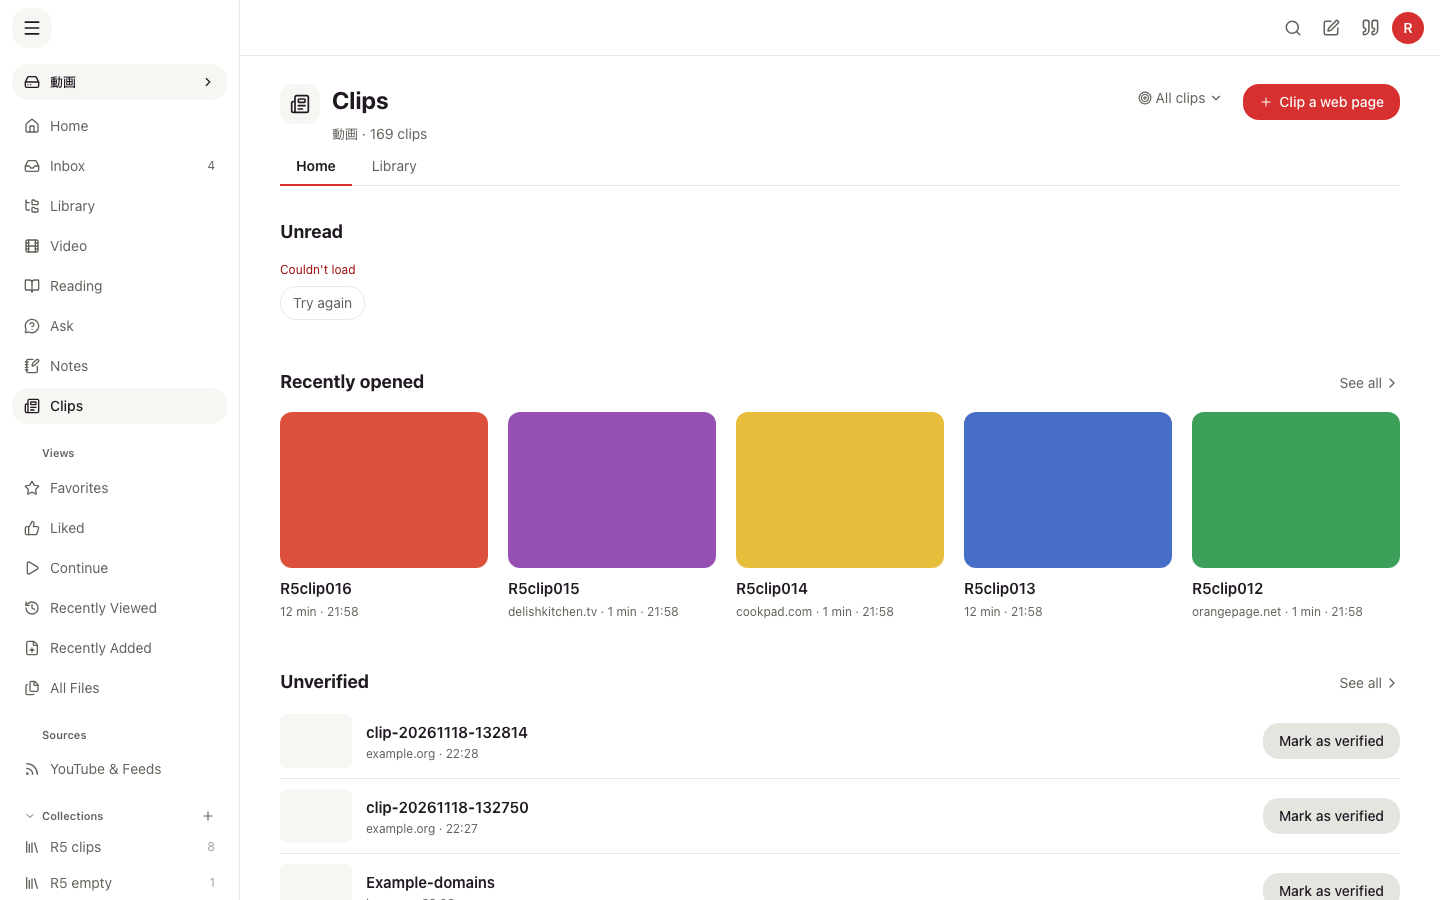 R
動画
Home
Inbox 4
Library
Video
Reading
Ask
Notes
Clips
Views
Favorites
Liked
Continue
Recently Viewed
Recently Added
All Files
Sources
YouTube & Feeds
Collections
R5 clips 8
R5 empty 1
Clips
動画 · 169 clips
All clips
Clip a web page
Home Library
Unread
Couldn't load
Try again
Recently opened See all
R5clip016
12 min · 21:58
R5clip015
delishkitchen.tv · 1 min · 21:58
R5clip014
cookpad.com · 1 min · 21:58
R5clip013
12 min · 21:58
R5clip012
orangepage.net · 1 min · 21:58
Unverified See all
clip-20261118-132814
example.org · 22:28
Mark as verified
clip-20261118-132750
example.org · 22:27
Mark as verified
Example-domains
Mark as verified